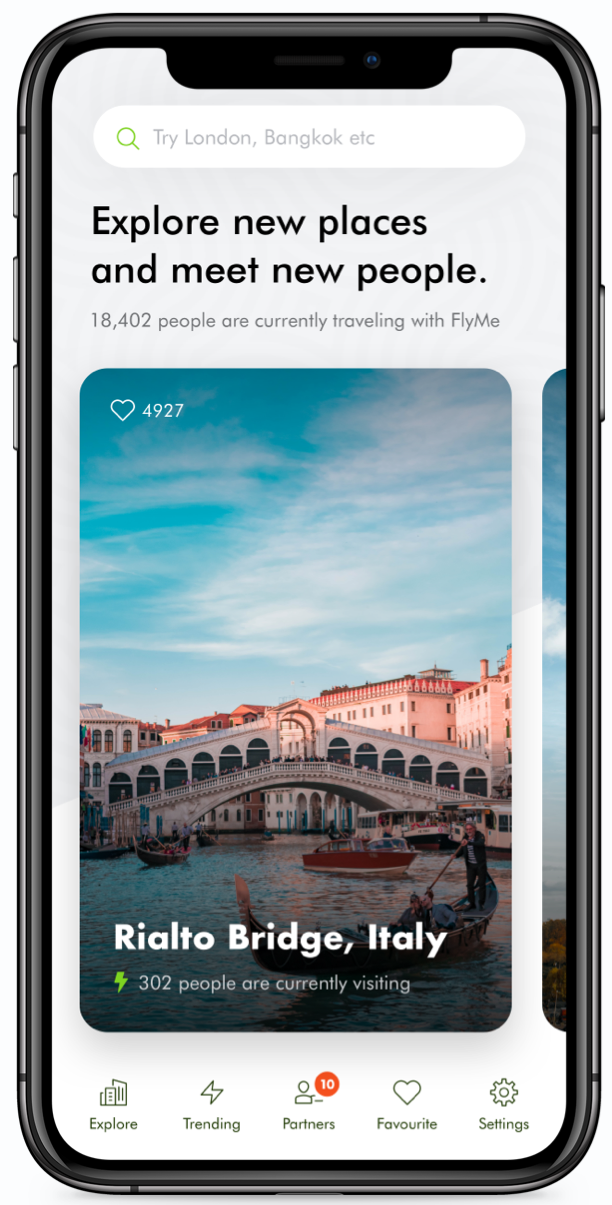 Try London, Bangkok etc
Explore new places
and meet new people.
18,402 people are currently traveling with FlyMe
4927
Rialto Bridge, Italy
302 people are currently visiting
10
Explore Trending Partners Favourite Settings